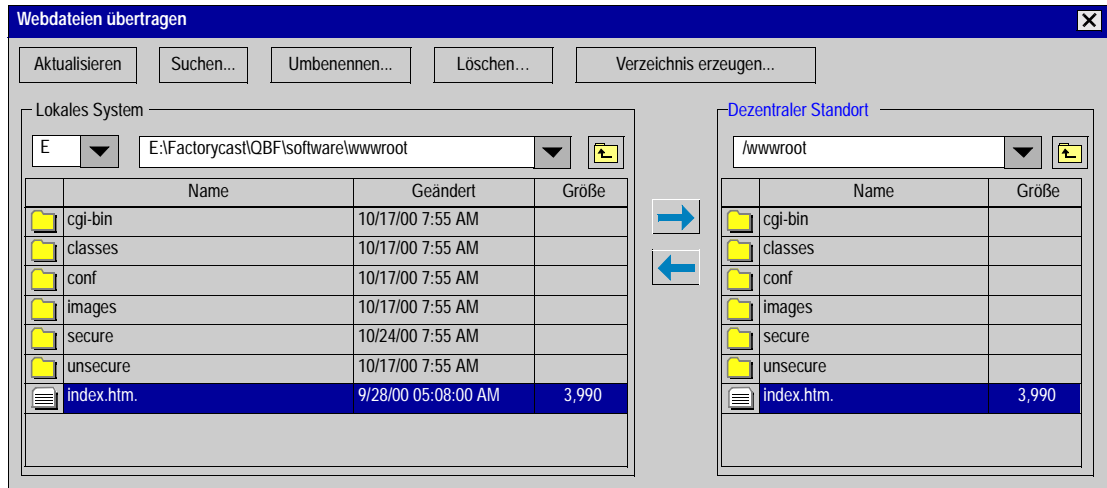 Webdateien übertragen
Aktualisieren Suchen... Umbenennen... Löschen... Verzeichnis erzeugen...
Lokales System
E E:\Factorycast\QBF\software\wwwroot
Name Geändert Größe
cgi-bin 10/17/00 7:55 AM
classes 10/17/00 7:55 AM
conf 10/17/00 7:55 AM
images 10/17/00 7:55 AM
secure 10/24/00 7:55 AM
unsecure 10/17/00 7:55 AM
index.htm. 9/28/00 05:08:00 AM 3,990
Dezentraler Standort
/wwwroot
Name Größe
cgi-bin
classes
conf
images
secure
unsecure
index.htm. 3,990